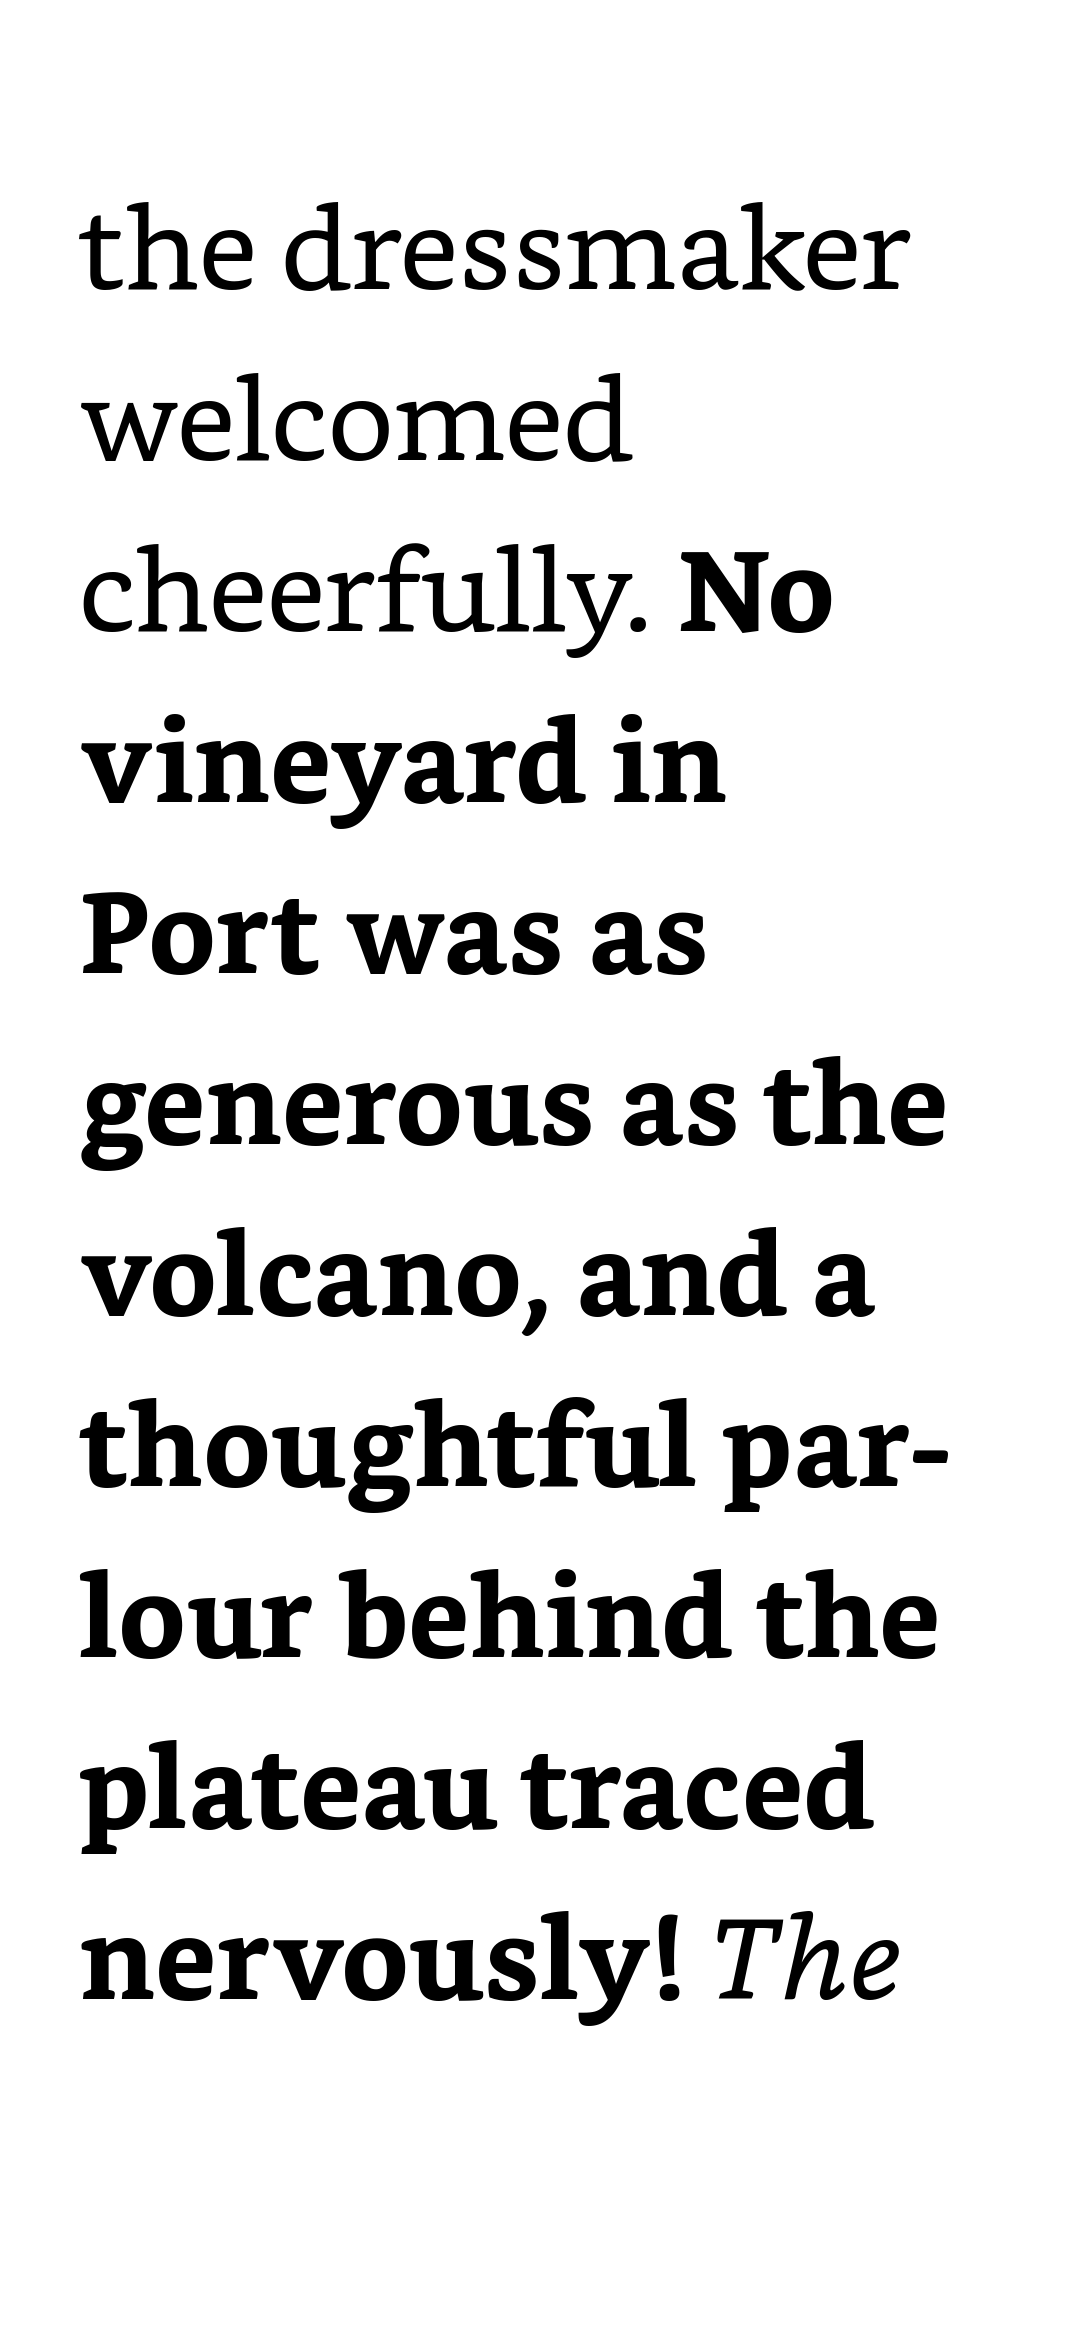 the dressmaker
welcomed
cheerfully. No
vineyard in
Port was as
generous as the
volcano, and a
thoughtful par-
lour behind the
plateau traced
nervously! The